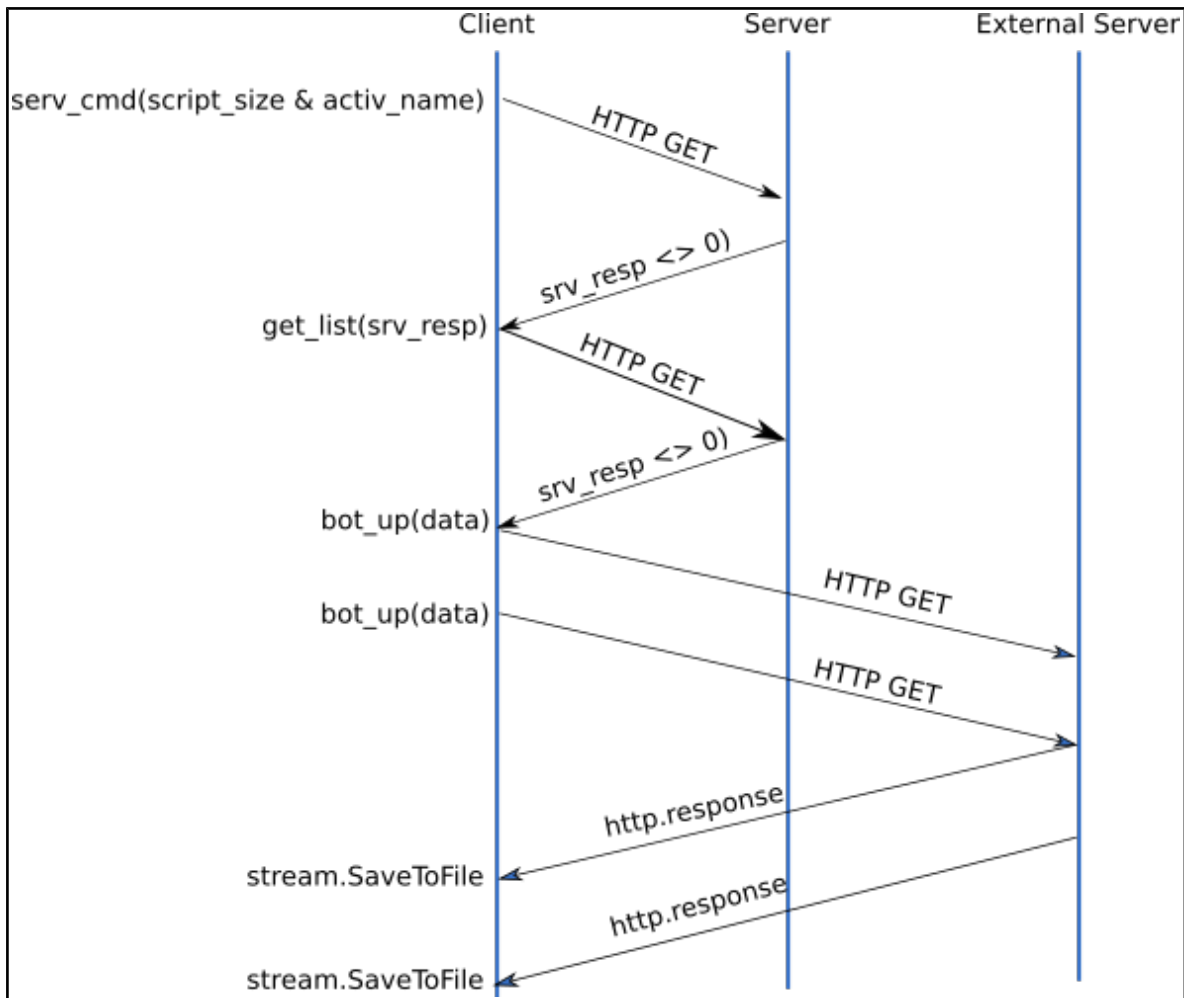 Client
Server
External Server
serv_cmd(script_size & activ_name)
HTTP GET
srv_resp <> 0)
get_list(srv_resp)
HTTP GET
srv_resp <> 0)
bot_up(data)
HTTP GET
bot_up(data)
HTTP GET
http.response
stream.SaveToFile
http.response
stream.SaveToFile